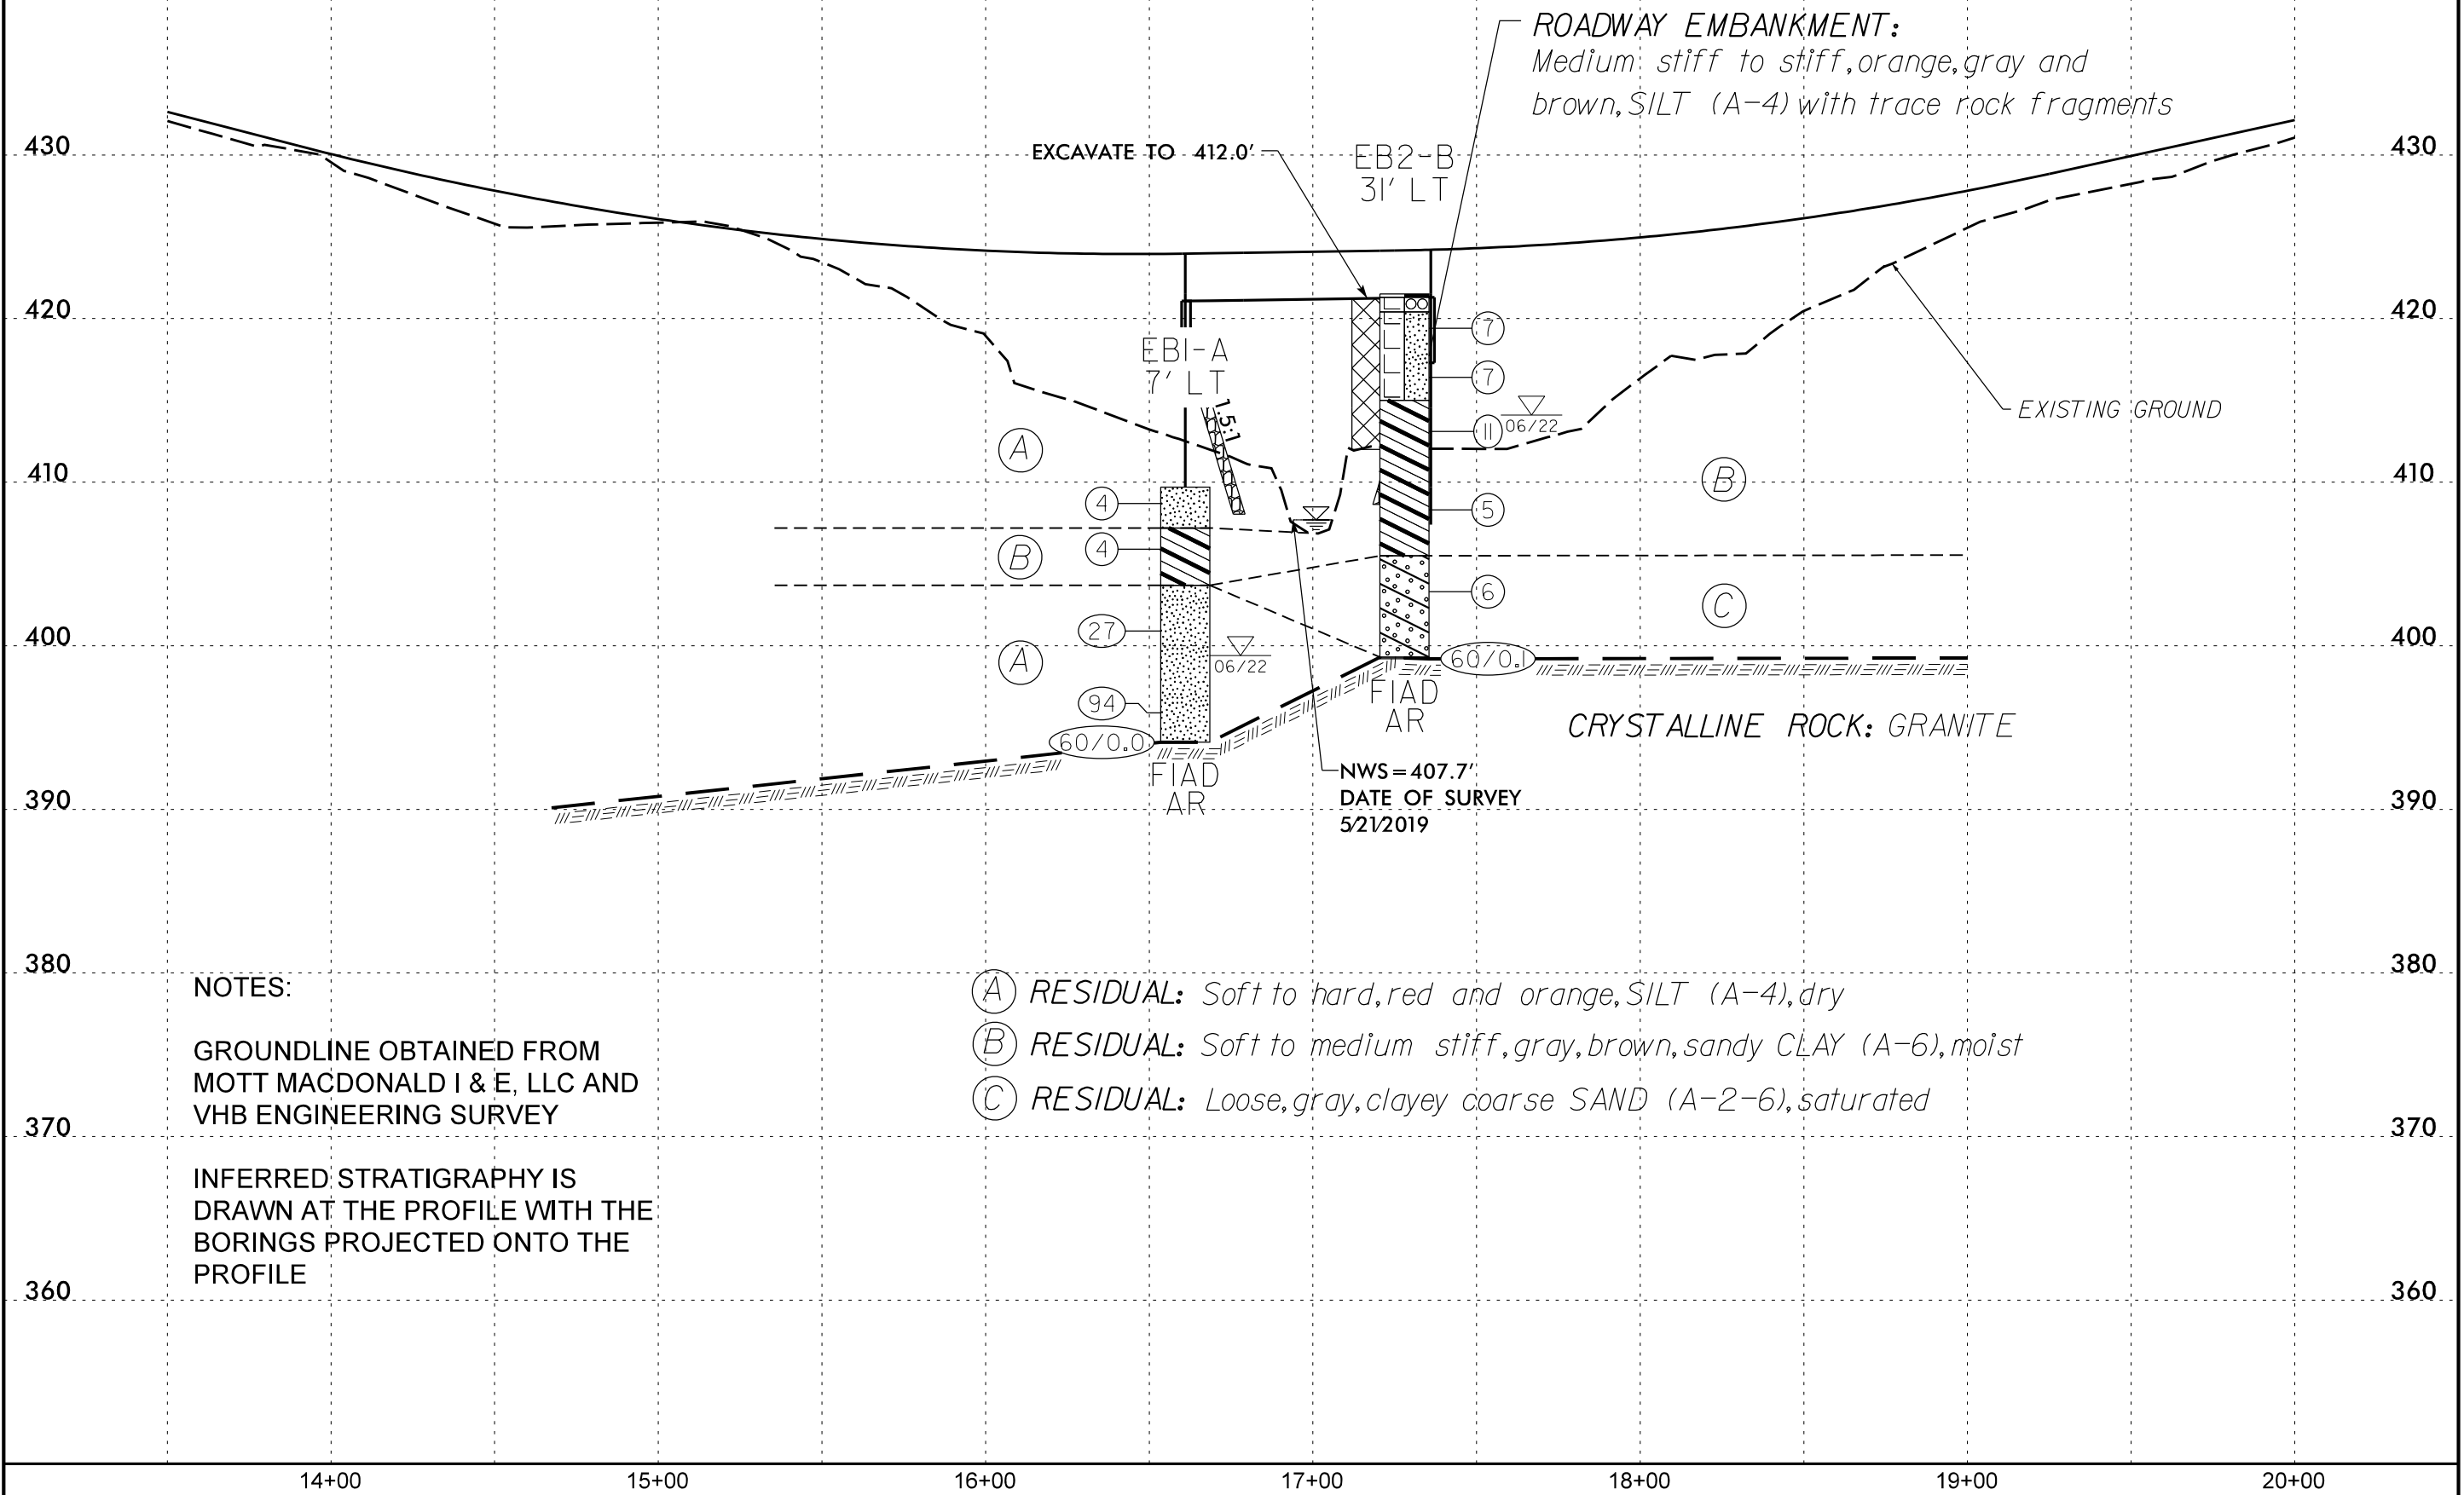 ROADWAY EMBANKMENT:
Medium stiff to stiff, orange, gray and
brown, SILT (A-4) with trace rock fragments
430
EXCAVATE TO 412.0'
EB2-B
31' LT
430
420
420
7
EB1-A
7' LT
7
1.5:1
06/22
EXISTING GROUND
11
A
410
B
410
4
5
4
B
6
C
400
27
400
06/22
A
60/0.1
94
FIAD
AR
CRYSTALLINE ROCK: GRANITE
60/0.0
FIAD
AR
NWS = 407.7'
DATE OF SURVEY
5/21/2019
390
390
380
380
NOTES:
GROUNDLINE OBTAINED FROM
MOTT MACDONALD I & E, LLC AND
VHB ENGINEERING SURVEY
INFERRED STRATIGRAPHY IS
DRAWN AT THE PROFILE WITH THE
BORINGS PROJECTED ONTO THE
PROFILE
A RESIDUAL: Soft to hard, red and orange, SILT (A-4), dry
B RESIDUAL: Soft to medium stiff, gray, brown, sandy CLAY (A-6), moist
C RESIDUAL: Loose, gray, clayey coarse SAND (A-2-6), saturated
370
370
360
360
14+00
15+00
16+00
17+00
18+00
19+00
20+00